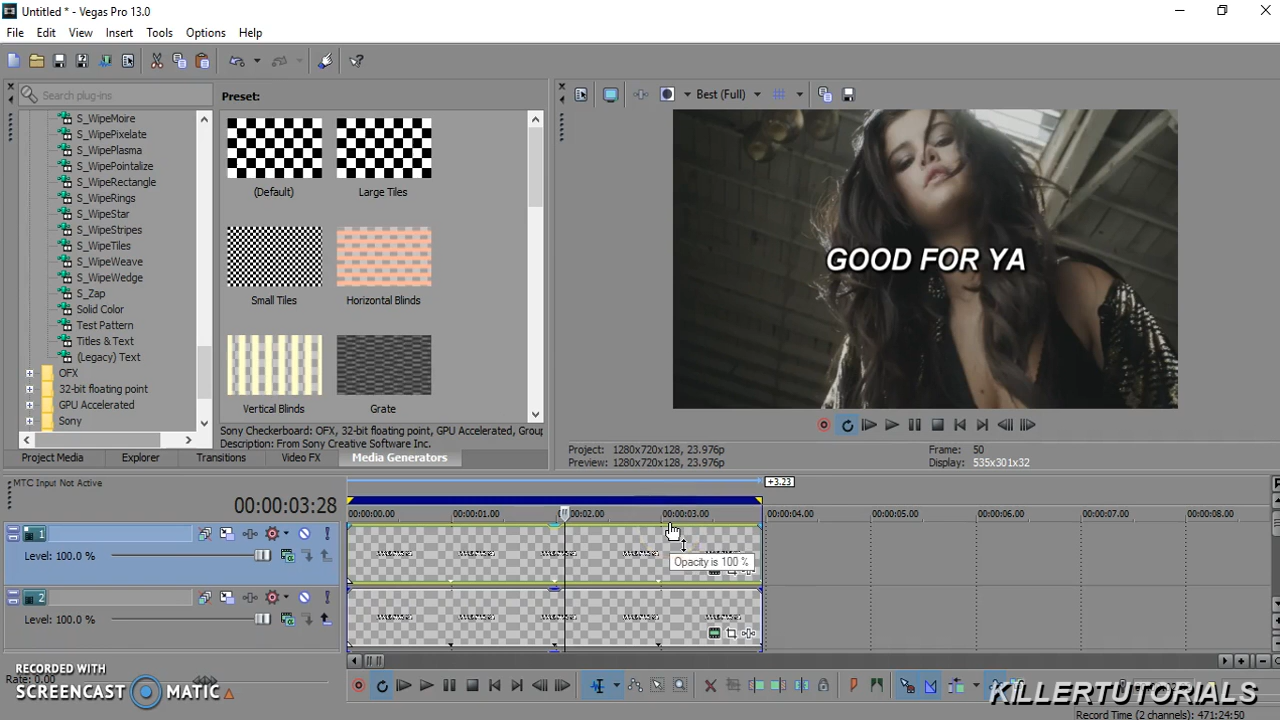 Untitled * - Vegas Pro 13.0
File Edit View Insert Tools Options Help
Search plug-ins
S_WipeMoire
S_WipePixelate
S_WipePlasma
S_WipePointalize
S_WipeRectangle
S_WipeRings
S_WipeStar
S_WipeStripes
S_WipeTiles
S_WipeWeave
S_WipeWedge
S_Zap
Solid Color
Test Pattern
Titles & Text
(Legacy) Text
OFX
32-bit floating point
GPU Accelerated
Sony
Preset:
(Default) Large Tiles
Small Tiles Horizontal Blinds
Vertical Blinds Grate
Sony Checkerboard: OFX, 32-bit floating point, GPU Accelerated, Group
Description: From Sony Creative Software Inc.
Project Media Explorer Transitions Video FX Media Generators
Best (Full)
GOOD FOR YA
Project: 1280x720x128, 23.976p
Preview: 1280x720x128, 23.976p
Frame: 50
Display: 535x301x32
MTC Input Not Active
00:00:03:28
+3.23
00:00:00.00 00:00:01.00 00:00:02.00 00:00:03.00 00:00:04.00 00:00:05.00 00:00:06.00 00:00:07.00 00:00:08.00
1
Level: 100.0 %
2
Level: 100.0 %
Opacity is 100 %
Rate: 0.00
RECORDED WITH
SCREENCAST MATIC
KILLERTUTORIALS
Record Time (2 channels): 471:24:50